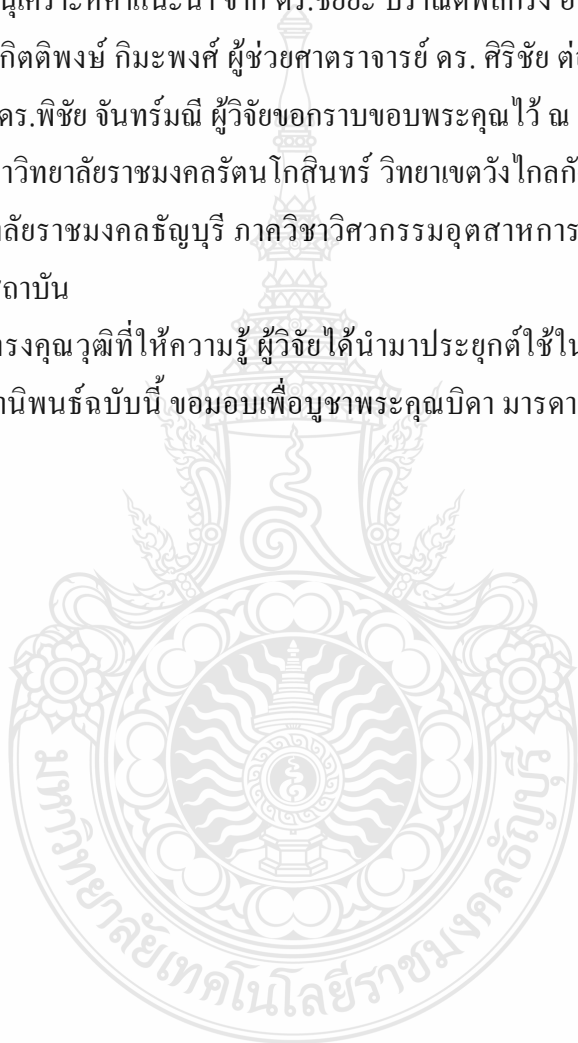 คำแนะนำ จาก ดร.
กิตติพงษ์ กิมะพงศ์ ผู้ช่วยศาตราจารย์ ดร. ศิริชัย ต่อ
ดร.พิชัย จันทร์มณี ผู้วิจัยขอกราบขอบพระคุณไว้ ณ
าวิทยาลัยราชมงคลรัตนโกสินทร์ วิทยาเขตวังไกลกั
ลัยราชมงคลธัญบุรี ภาควิชาวิศวกรรมอุตสาหการ
สถาบัน
รงคุณวุฒิที่ให้ความรู้ ผู้วิจัยได้นำมาประยุกต์ใช้ใน
านิพนธ์ฉบับนี้ ขอมอบเพื่อบูชาพระคุณบิดา มารดา
มหาวิทยาลัยเทคโนโลยีราชมงคลธัญบุรี